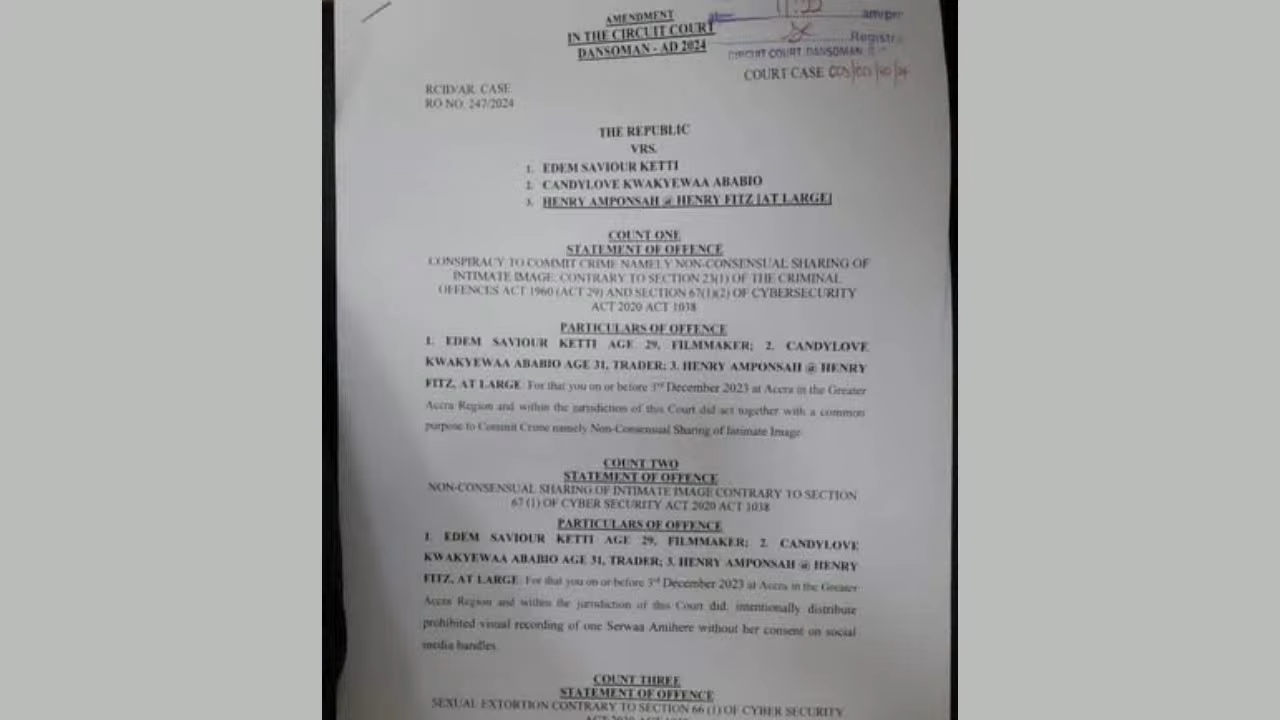 AMENDMENT
IN THE CIRCUIT COURT
DANSOMAN - AD 2024
11:55 am/pm
Registr
CIRCUIT COURT DANSOMAN
COURT CASE
RCID/AR. CASE
RO NO. 247/2024
THE REPUBLIC
VRS.
1. EDEM SAVIOUR KETTI
2. CANDYLOVE KWAKYEWAA ABABIO
3. HENRY AMPONSAH @ HENRY FITZ [AT LARGE]
COUNT ONE
STATEMENT OF OFFENCE
CONSPIRACY TO COMMIT CRIME NAMELY NON-CONSENSUAL SHARING OF
INTIMATE IMAGE CONTRARY TO SECTION 23(1) OF THE CRIMINAL
OFFENCES ACT 1960 (ACT 29) AND SECTION 67(1)(2) OF CYBERSECURITY
ACT 2020 ACT 1038
PARTICULARS OF OFFENCE
1. EDEM SAVIOUR KETTI AGE 29, FILMMAKER; 2. CANDYLOVE
KWAKYEWAA ABABIO AGE 31, TRADER; 3. HENRY AMPONSAH @ HENRY
FITZ, AT LARGE. For that you on or before 3rd December 2023 at Accra in the Greater
Accra Region and within the jurisdiction of this Court did act together with a common
purpose to Commit Crime namely Non-Consensual Sharing of Intimate Image.
COUNT TWO
STATEMENT OF OFFENCE
NON-CONSENSUAL SHARING OF INTIMATE IMAGE CONTRARY TO SECTION
67 (1) OF CYBER SECURITY ACT 2020 ACT 1038
PARTICULARS OF OFFENCE
1. EDEM SAVIOUR KETTI AGE 29, FILMMAKER; 2. CANDYLOVE
KWAKYEWAA ABABIO AGE 31, TRADER; 3. HENRY AMPONSAH @ HENRY
FITZ, AT LARGE. For that you on or before 3rd December 2023 at Accra in the Greater
Accra Region and within the jurisdiction of this Court did, intentionally distribute
prohibited visual recording of one Serwaa Amihere without her consent on social
media handles.
COUNT THREE
STATEMENT OF OFFENCE
SEXUAL EXTORTION CONTRARY TO SECTION 66 (1) OF CYBER SECURITY